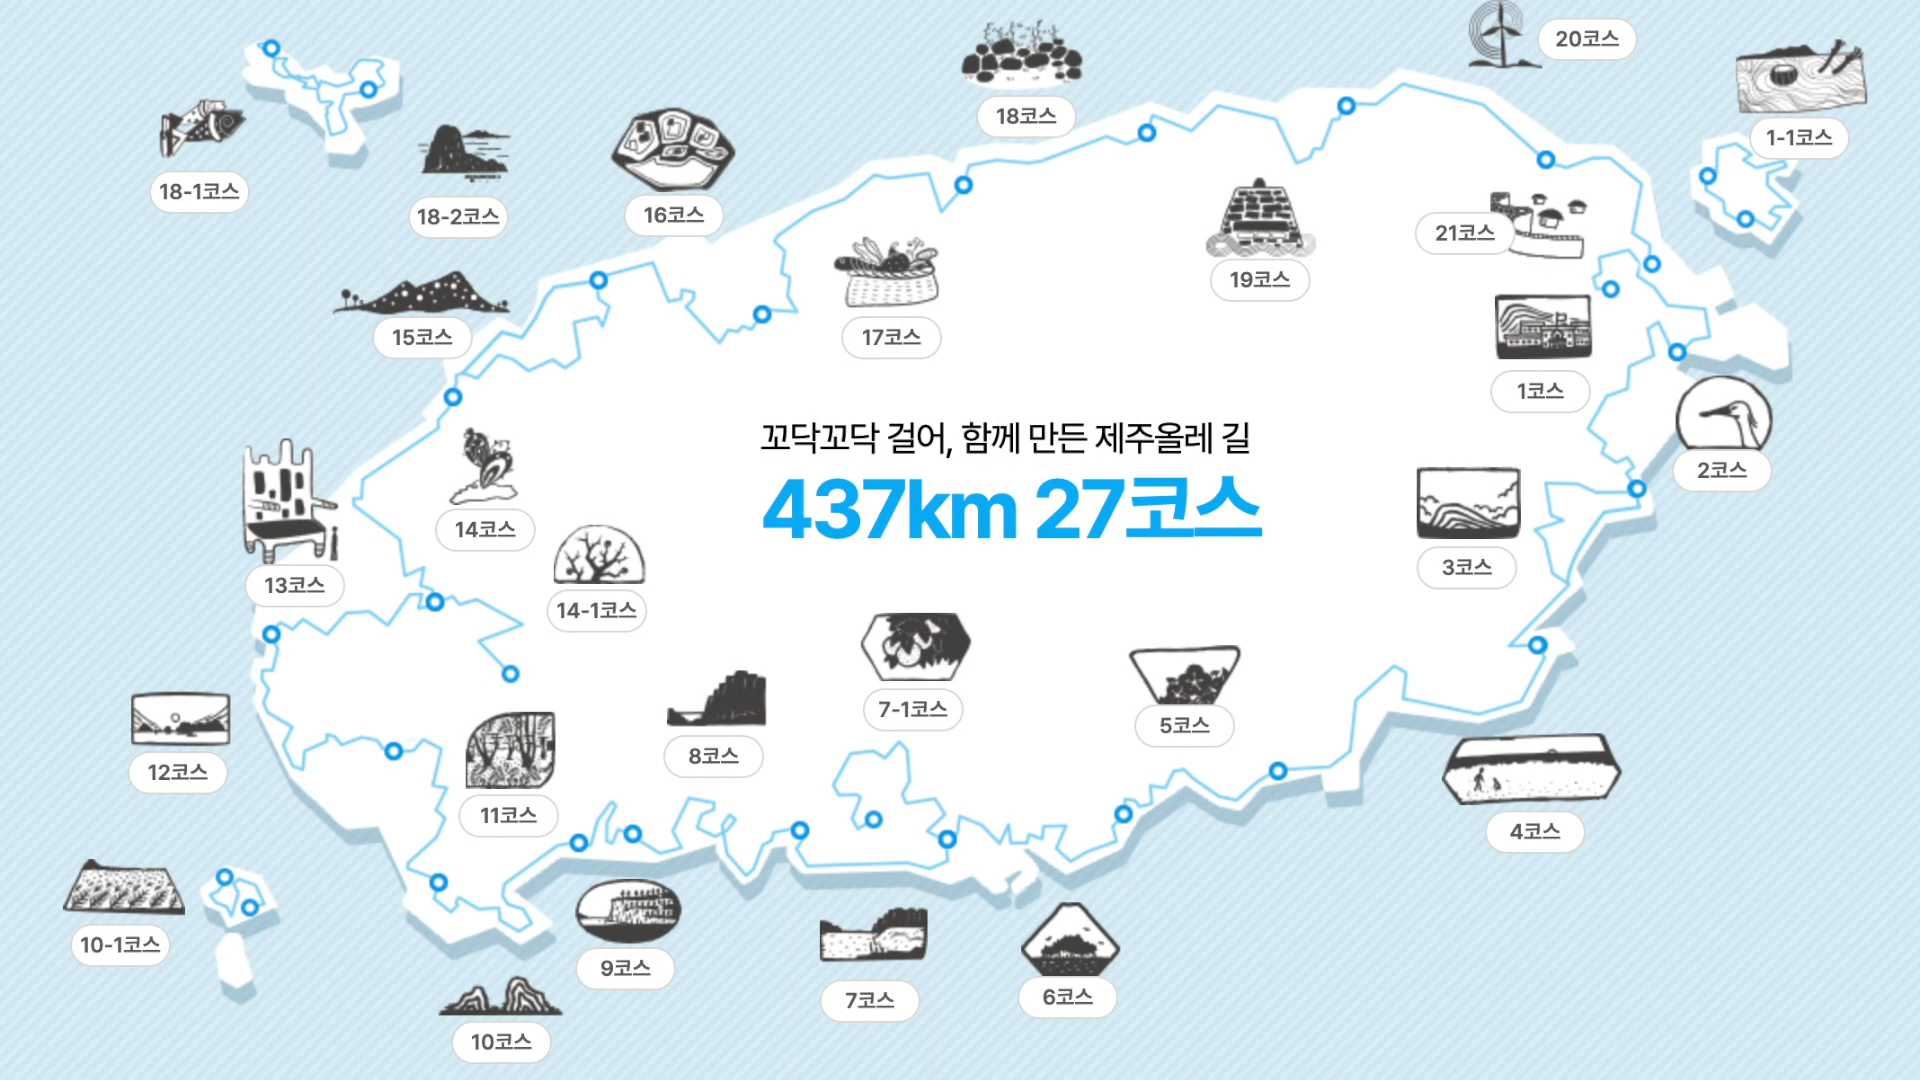 20코스
18코스
1-1코스
18-1코스
18-2코스
16코스
21코스
19코스
15코스
17코스
1코스
꼬닥꼬닥 걸어, 함께 만든 제주올레 길
437km 27코스
2코스
14코스
3코스
13코스
14-1코스
7-1코스
5코스
8코스
12코스
11코스
4코스
10-1코스
9코스
7코스
6코스
10코스